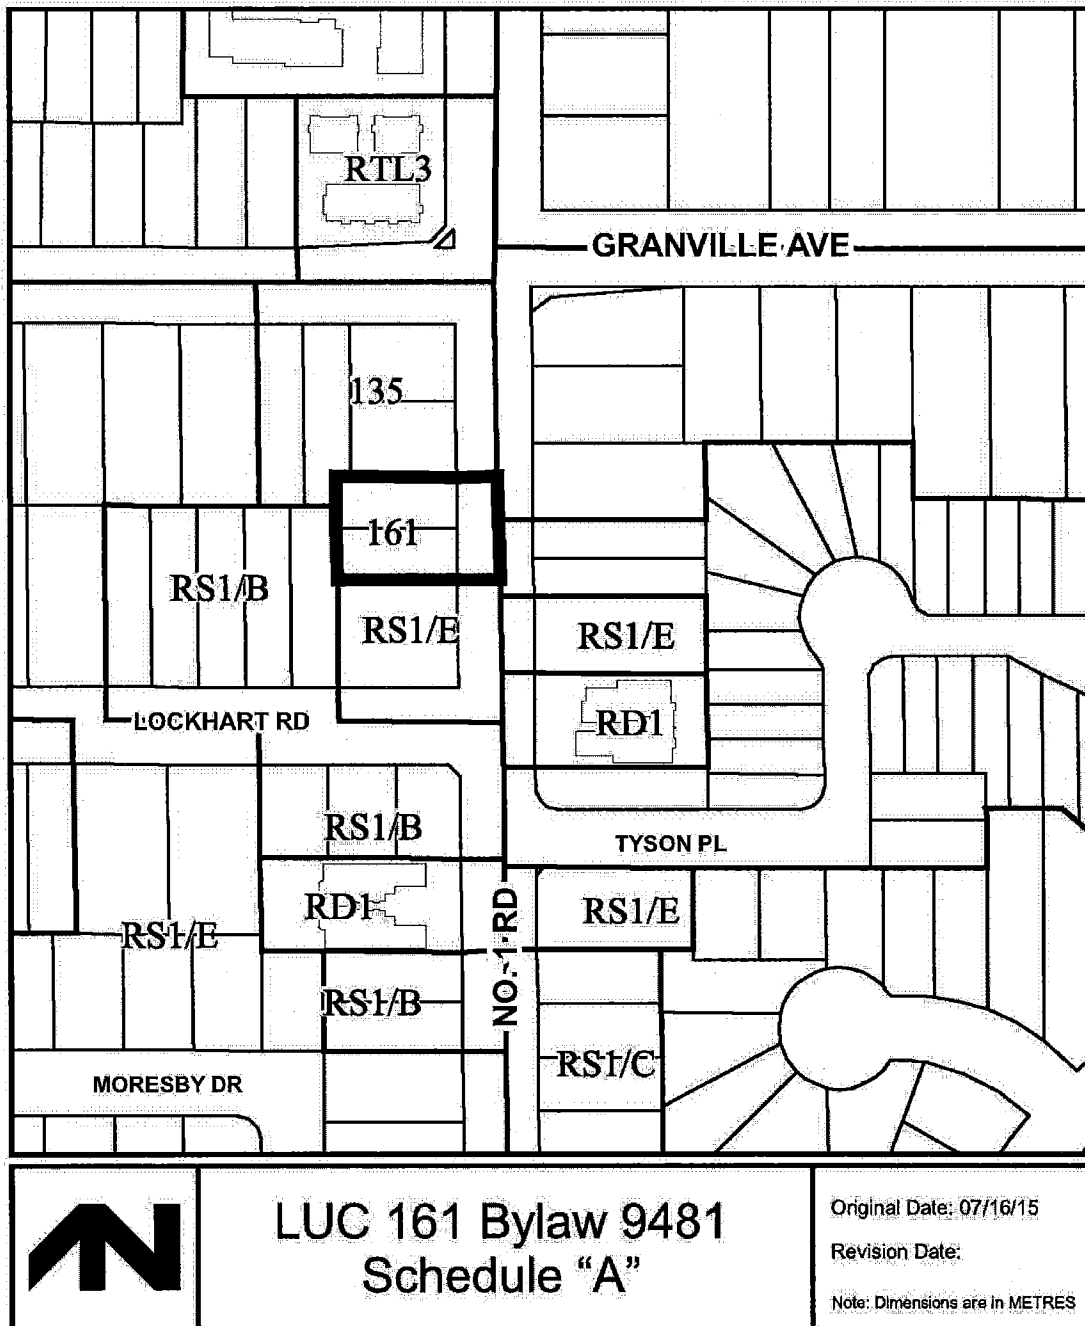 RTL3
GRANVILLE AVE
135
161
RS1/B
RS1/E
RS1/E
LOCKHART RD
RD1
RS1/B
TYSON PL
RD1
RS1/E
RS1/E
NO. 1 RD
RS1/B
RS1/C
MORESBY DR
LUC 161 Bylaw 9481
Schedule “A”
Original Date: 07/16/15
Revision Date:
Note: Dimensions are in METRES